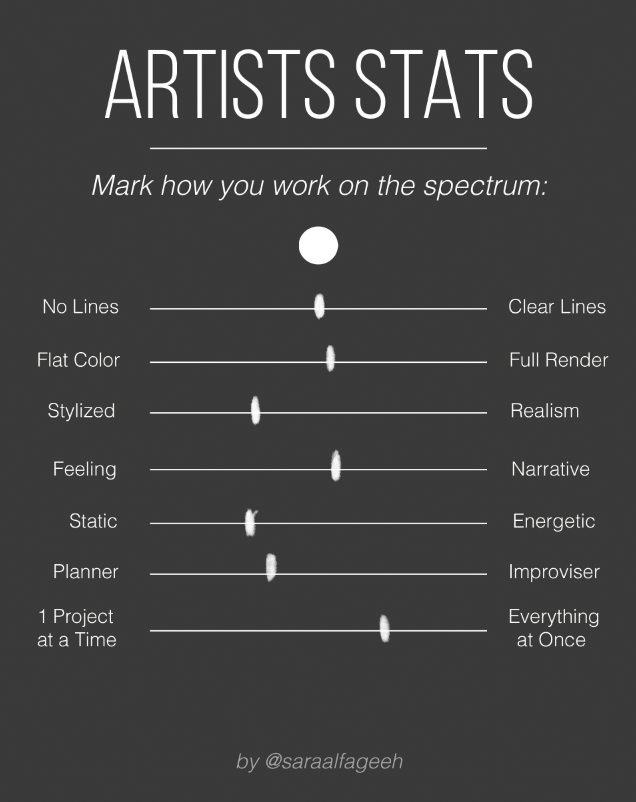 ARTISTS STATS
Mark how you work on the spectrum:
No Lines Clear Lines
Flat Color Full Render
Stylized Realism
Feeling Narrative
Static Energetic
Planner Improviser
1 Project Everything
at a Time at Once
by @saraalfageeh